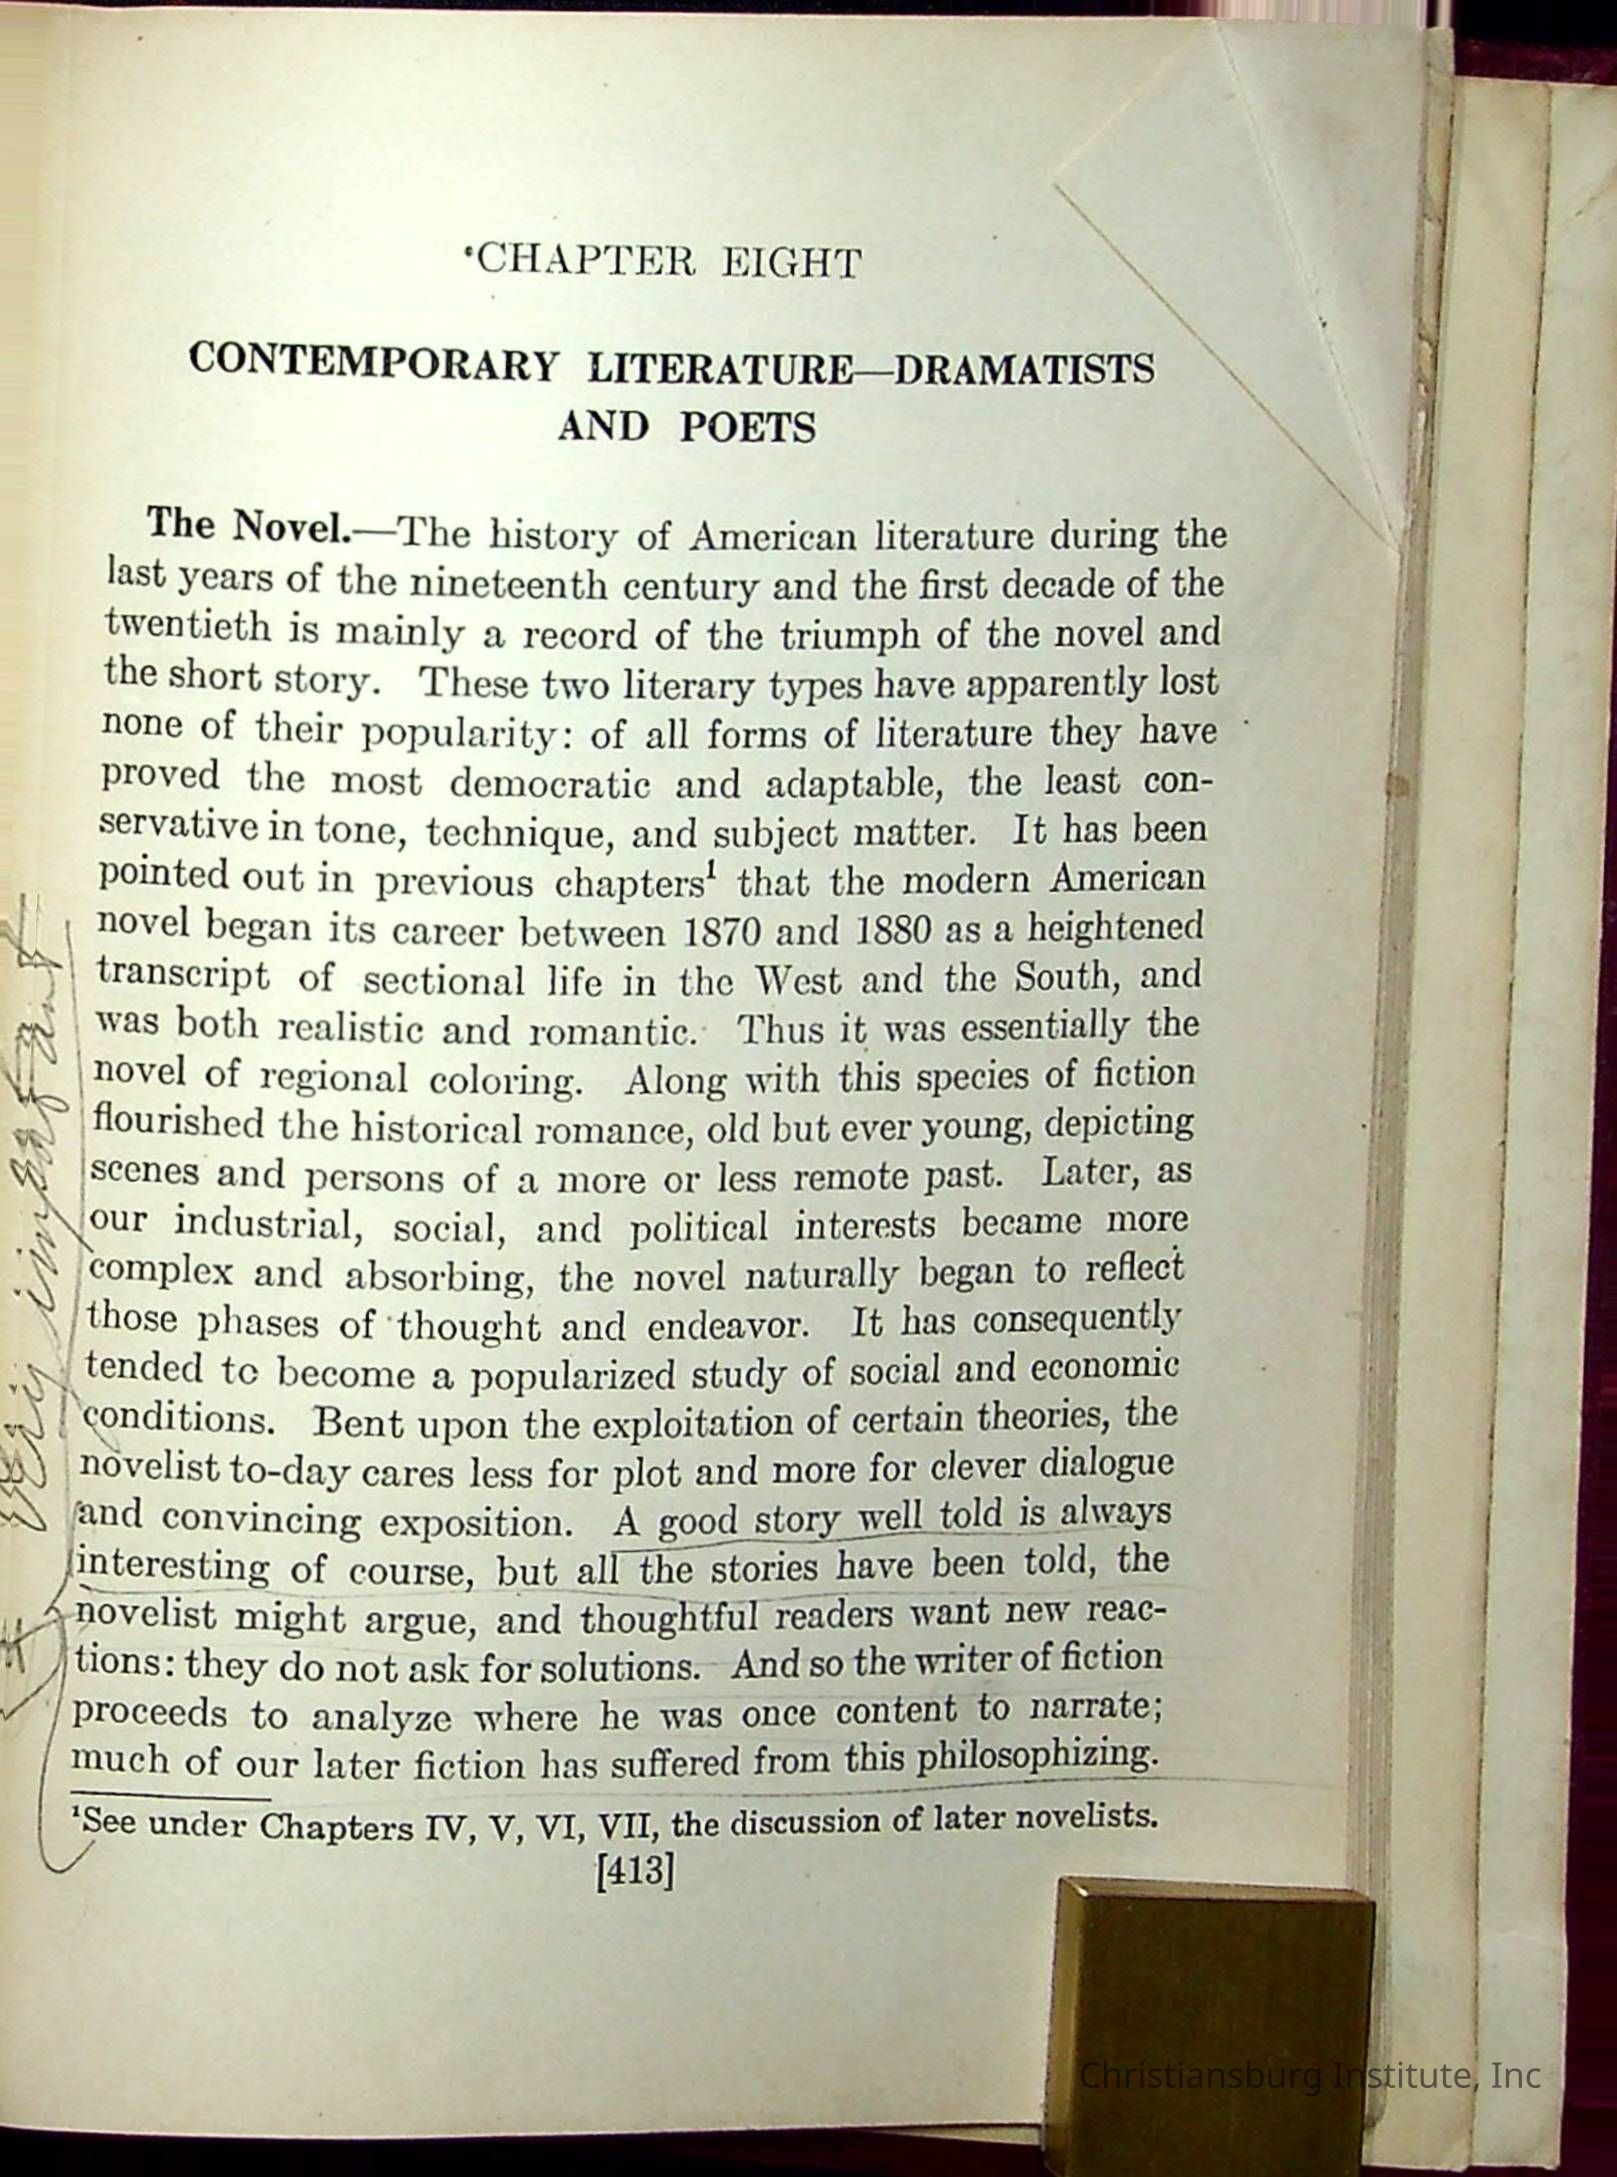 CHAPTER EIGHT
CONTEMPORARY LITERATURE—DRAMATISTS
AND POETS
The Novel.—The history of American literature during the
last years of the nineteenth century and the first decade of the
twentieth is mainly a record of the triumph of the novel and
the short story. These two literary types have apparently lost
none of their popularity: of all forms of literature they have
proved the most democratic and adaptable, the least con-
servative in tone, technique, and subject matter. It has been
pointed out in previous chapters¹ that the modern American
novel began its career between 1870 and 1880 as a heightened
transcript of sectional life in the West and the South, and
was both realistic and romantic. Thus it was essentially the
novel of regional coloring. Along with this species of fiction
flourished the historical romance, old but ever young, depicting
scenes and persons of a more or less remote past. Later, as
our industrial, social, and political interests became more
complex and absorbing, the novel naturally began to reflect
those phases of thought and endeavor. It has consequently
tended to become a popularized study of social and economic
conditions. Bent upon the exploitation of certain theories, the
novelist to-day cares less for plot and more for clever dialogue
and convincing exposition. A good story well told is always
interesting of course, but all the stories have been told, the
novelist might argue, and thoughtful readers want new reac-
tions: they do not ask for solutions. And so the writer of fiction
proceeds to analyze where he was once content to narrate;
much of our later fiction has suffered from this philosophizing.
¹See under Chapters IV, V, VI, VII, the discussion of later novelists.
[413]
important
Christiansburg Institute, Inc